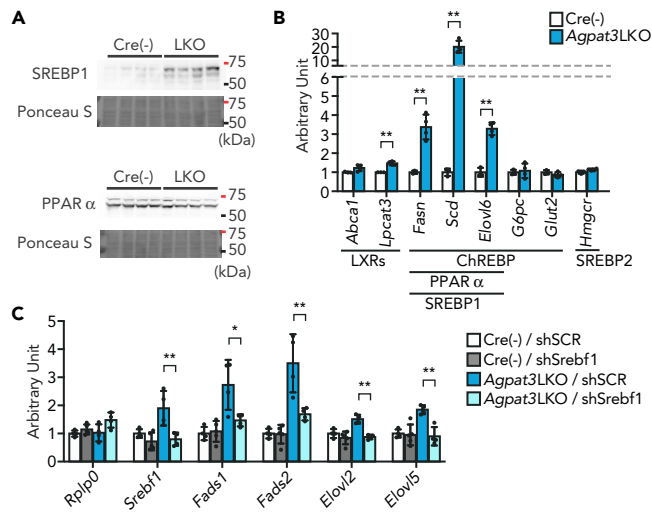 A
Cre(-) LKO
SREBP1
75
50
Ponceau S
75
50
(kDa)
Cre(-) LKO
PPAR α
75
50
Ponceau S
75
50
(kDa)
B
Cre(-)
Agpat3LKO
Arbitrary Unit
30
20
10
6
4
3
2
1
0
**
**
**
**
Abca1 Lpcat3 Fasn Scd Elovl6 G6pc Glut2 Hmgcr
LXRs ChREBP SREBP2
PPAR α
SREBP1
C
Cre(-) / shSCR
Cre(-) / shSrebf1
Agpat3LKO / shSCR
Agpat3LKO / shSrebf1
Arbitrary Unit
5
4
3
2
1
0
**
*
**
**
**
Rplp0 Srebf1 Fads1 Fads2 Elovl2 Elovl5